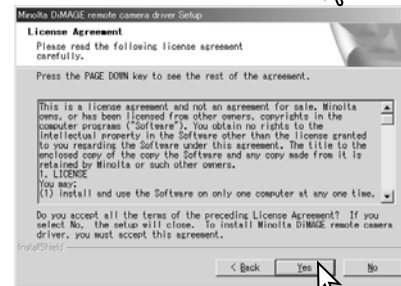 Minolta DiMAGE remote camera driver Setup
License Agreement
Please read the following license agreement
carefully.
Press the PAGE DOWN key to see the rest of the agreement.
This is a license agreement and not an agreement for sale. Minolta
owns, or has been licensed from other owners, copyrights in the
computer programs ("Software"). You obtain no rights to the
intellectual property in the Software other than the license granted
to you regarding the Software under this agreement. The title to the
enclosed copy of the copy the Software and any copy made from it is
retained by Minolta or such other owners.
1. LICENSE
You may:
(1) install and use the Software on only one computer at any one time.
Do you accept all the terms of the preceding License Agreement? If you
select No, the setup will close. To install Minolta DiMAGE remote camera
driver, you must accept this agreement.
InstallShield
< Back Yes No